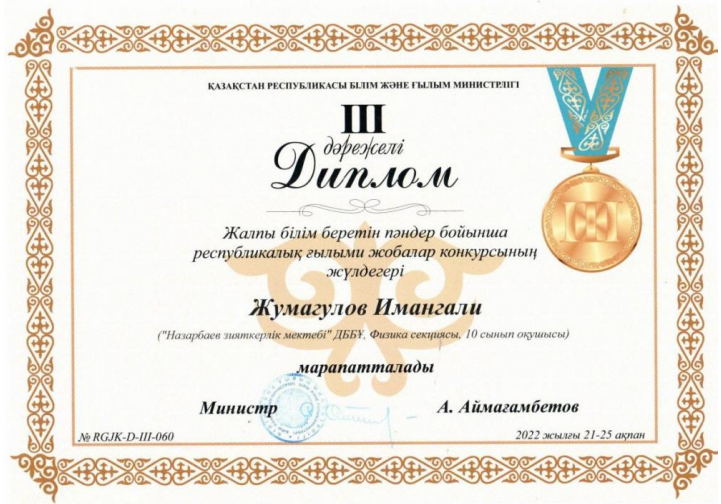 ҚАЗАҚСТАН РЕСПУБЛИКАСЫ БІЛІМ ЖӘНЕ ҒЫЛЫМ МИНИСТРЛІГІ
III
дәрежелі
Диплом
Жалпы білім беретін пәндер бойынша
республикалық ғылыми жобалар конкурсының
жүлдегері
Жумагулов Имангали
("Назарбаев зияткерлік мектебі" ДББҰ, Физика секциясы, 10 сынып оқушысы)
марапатталады
Министр А. Аймагамбетов
№ RGJK-D-III-060 2022 жылғы 21-25 ақпан